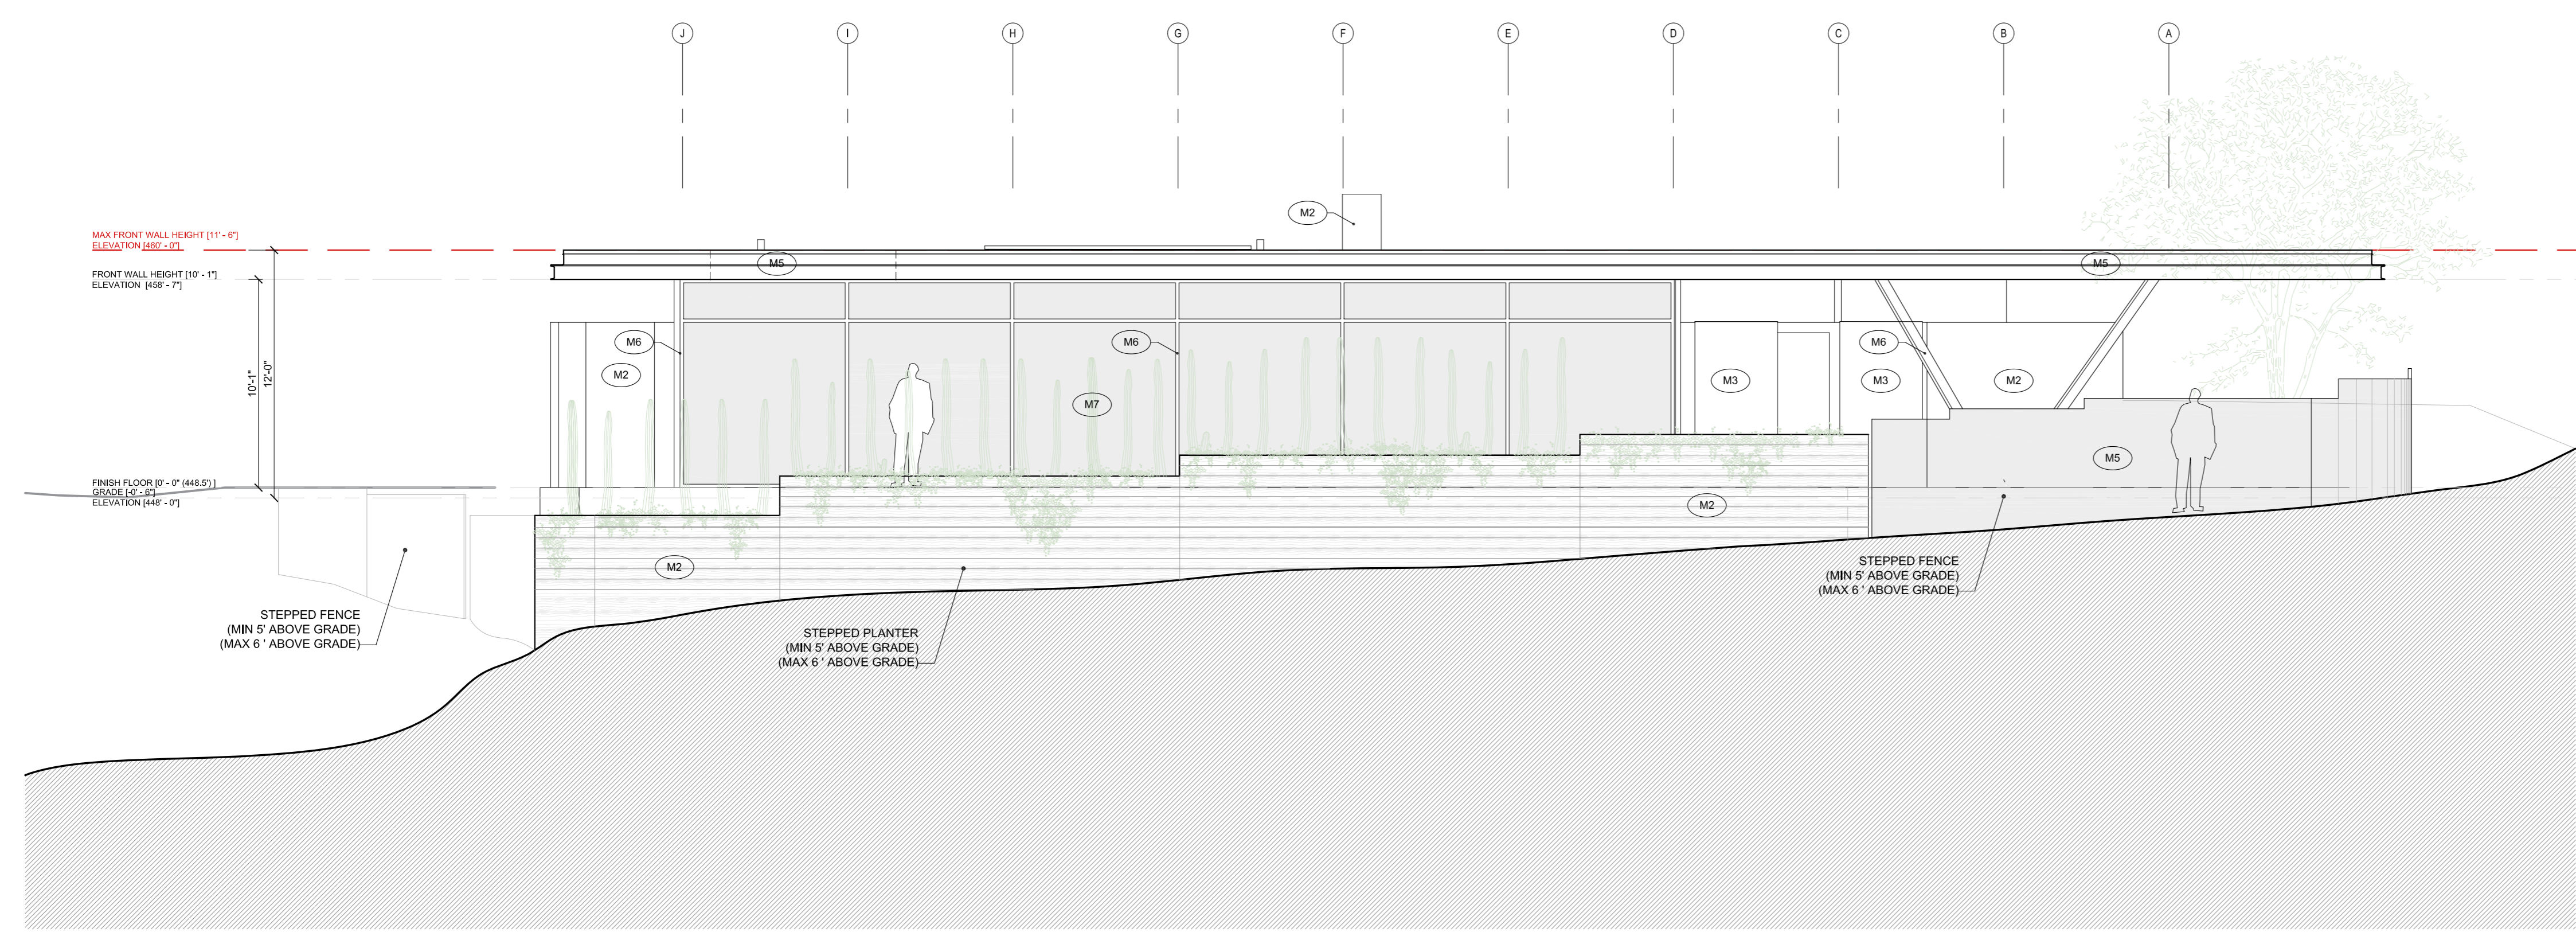 J I H G F E D C B A
M2
MAX FRONT WALL HEIGHT [11' - 6"]
ELEVATION [460' - 0"]
M5
M5
FRONT WALL HEIGHT [10' - 1"]
ELEVATION [458' - 7"]
10'-1"
12'-0"
M6
M2
M6
M7
M3
M6
M3
M2
M5
FINISH FLOOR [0' - 0" (448.5') ]
GRADE [-0' - 6"]
ELEVATION [448' - 0"]
M2
M2
STEPPED FENCE
(MIN 5' ABOVE GRADE)
(MAX 6 ' ABOVE GRADE)
STEPPED PLANTER
(MIN 5' ABOVE GRADE)
(MAX 6 ' ABOVE GRADE)
STEPPED FENCE
(MIN 5' ABOVE GRADE)
(MAX 6 ' ABOVE GRADE)